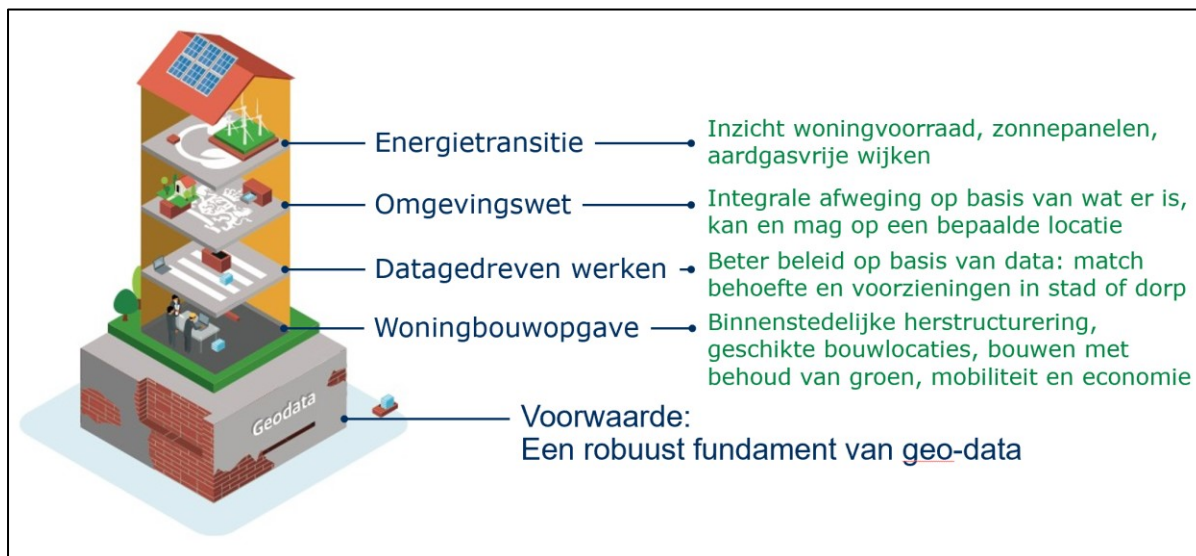 Energietransitie
Inzicht woningvoorraad, zonnepanelen,
aardgasvrije wijken
Omgevingswet
Integrale afweging op basis van wat er is,
kan en mag op een bepaalde locatie
Datagedreven werken
Beter beleid op basis van data: match
behoefte en voorzieningen in stad of dorp
Woningbouwopgave
Binnenstedelijke herstructurering,
geschikte bouwlocaties, bouwen met
behoud van groen, mobiliteit en economie
Geodata
Voorwaarde:
Een robuust fundament van geo-data